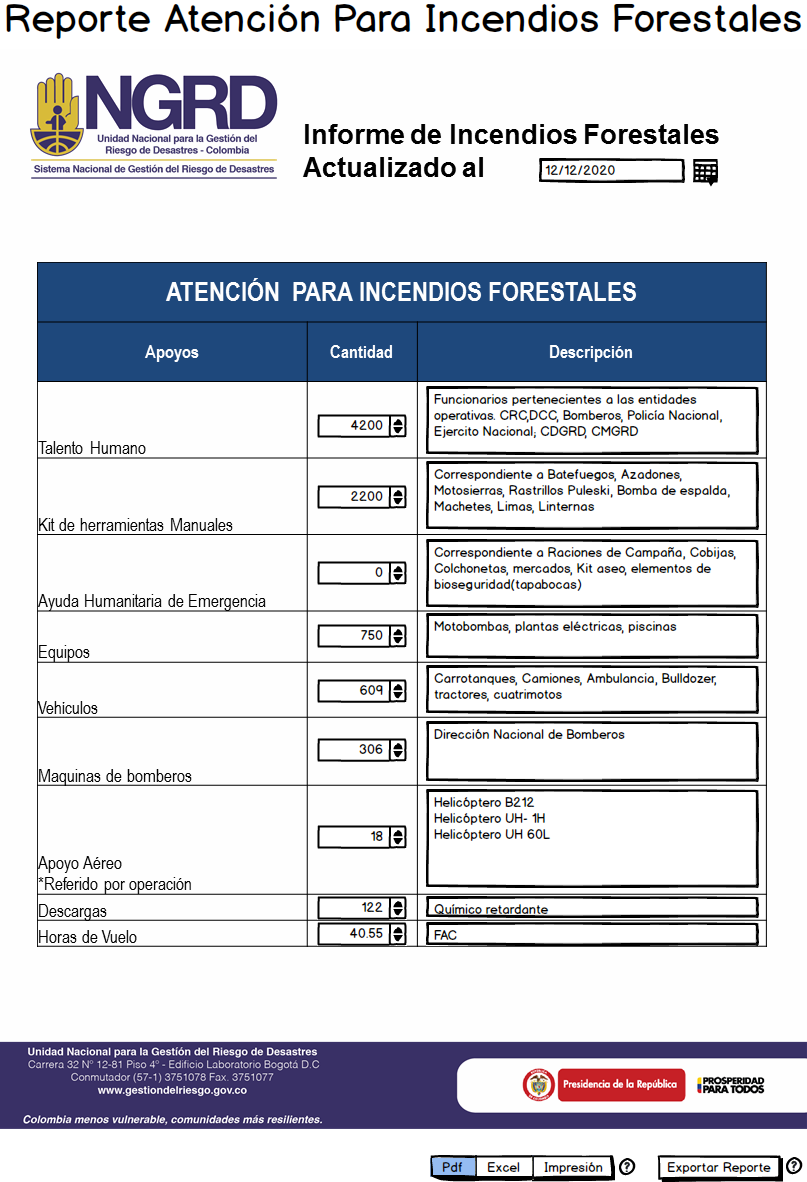 Reporte Atención Para Incendios Forestales
NGRD
Unidad Nacional para la Gestión del
Riesgo de Desastres - Colombia
Sistema Nacional de Gestión del Riesgo de Desastres
Informe de Incendios Forestales
Actualizado al
12/12/2020
ATENCIÓN PARA INCENDIOS FORESTALES
Apoyos
Cantidad
Descripción
Talento Humano
4200
Funcionarios pertenecientes a las entidades
operativas. CRC,DCC, Bomberos, Policía Nacional,
Ejercito Nacional; CDGRD, CMGRD
Kit de herramientas Manuales
2200
Correspondiente a Batefuegos, Azadones,
Motosierras, Rastrillos Puleski, Bomba de espalda,
Machetes, Limas, Linternas
Ayuda Humanitaria de Emergencia
0
Correspondiente a Raciones de Campaña, Cobijas,
Colchonetas, mercados, Kit aseo, elementos de
bioseguridad(tapabocas)
Equipos
750
Motobombas, plantas eléctricas, piscinas
Vehiculos
609
Carrotanques, Camiones, Ambulancia, Bulldozer,
tractores, cuatrimotos
Maquinas de bomberos
306
Dirección Nacional de Bomberos
Apoyo Aéreo
*Referido por operación
18
Helicóptero B212
Helicóptero UH- 1H
Helicóptero UH 60L
Descargas
122
Químico retardante
Horas de Vuelo
40.55
FAC
Unidad Nacional para la Gestión del Riesgo de Desastres
Carrera 32 Nº 12-81 Piso 4º - Edificio Laboratorio Bogotá D.C
Conmutador (57-1) 3751078 Fax. 3751077
www.gestiondelriesgo.gov.co
Colombia menos vulnerable, comunidades más resilientes.
Presidencia de la República
PROSPERIDAD
PARA TODOS
Pdf
Excel
Impresión
?
Exportar Reporte
?